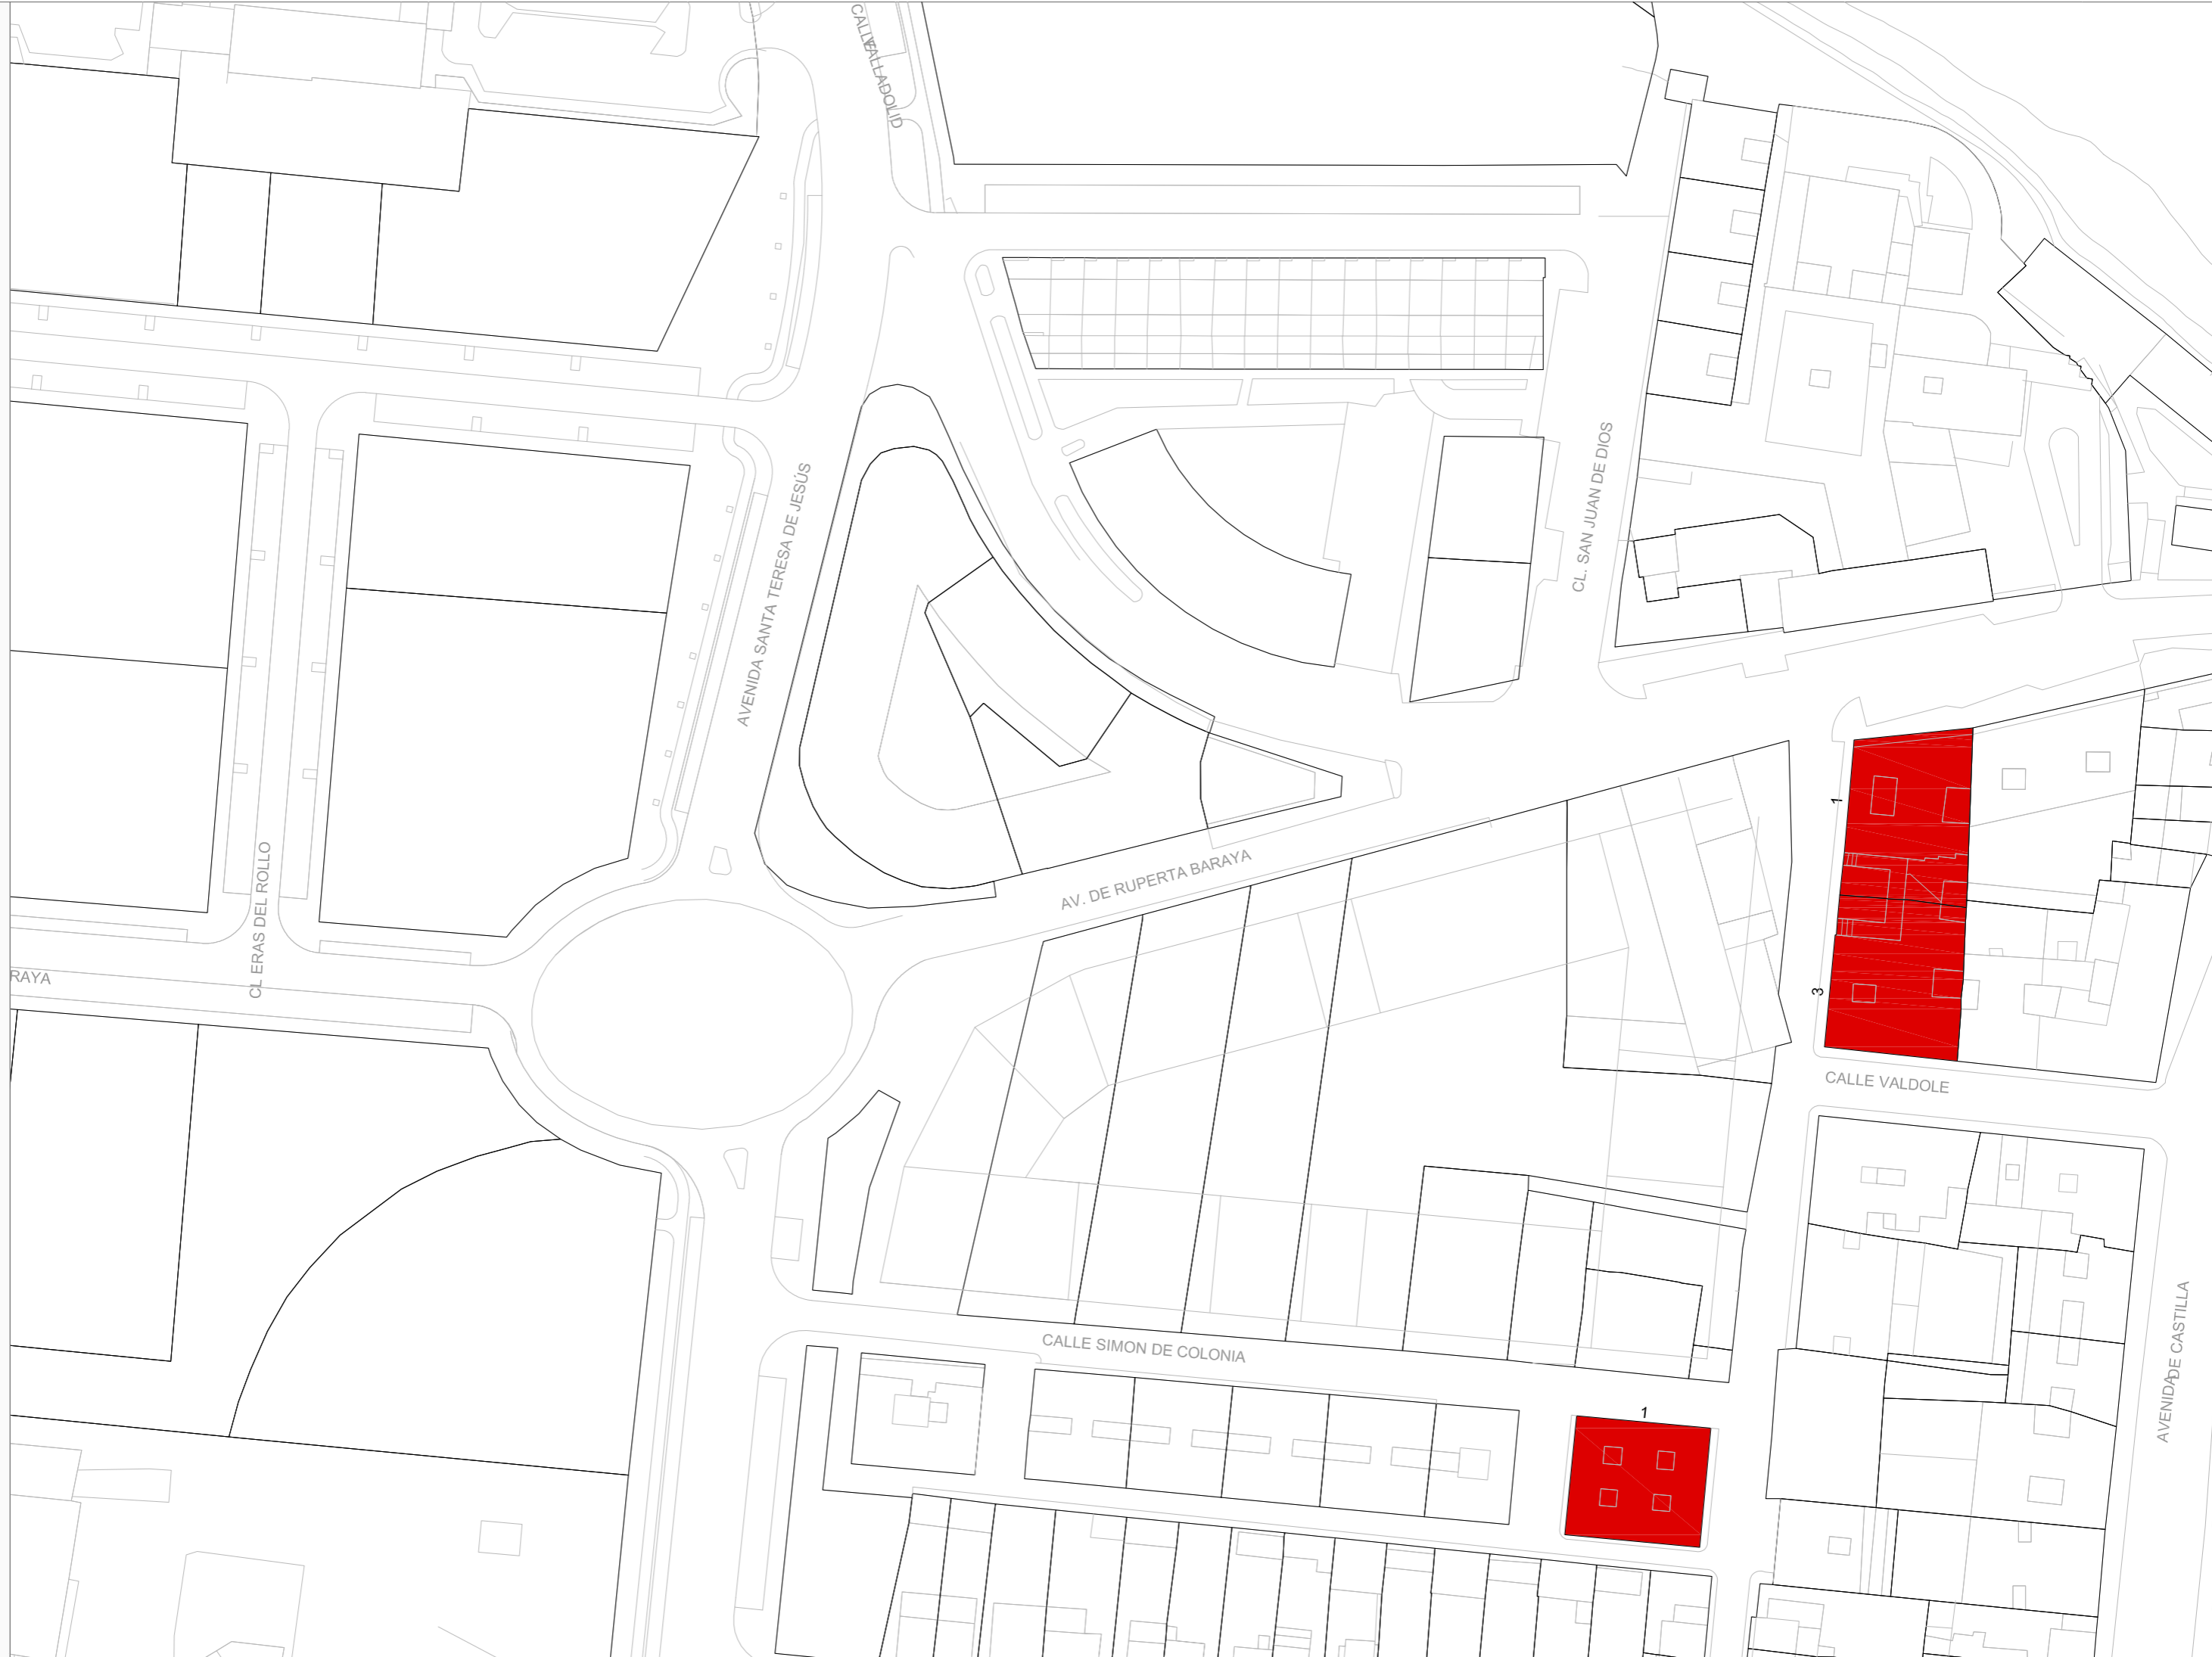 CALLE
VALLADOLID
CL. SAN JUAN DE DIOS
AVENIDA SANTA TERESA DE JESÚS
1
CL ERAS DEL ROLLO
AV. DE RUPERTA BARAYA
RAYA
3
CALLE VALDOLE
CALLE SIMON DE COLONIA
AVENIDA
DE CASTILLA
1